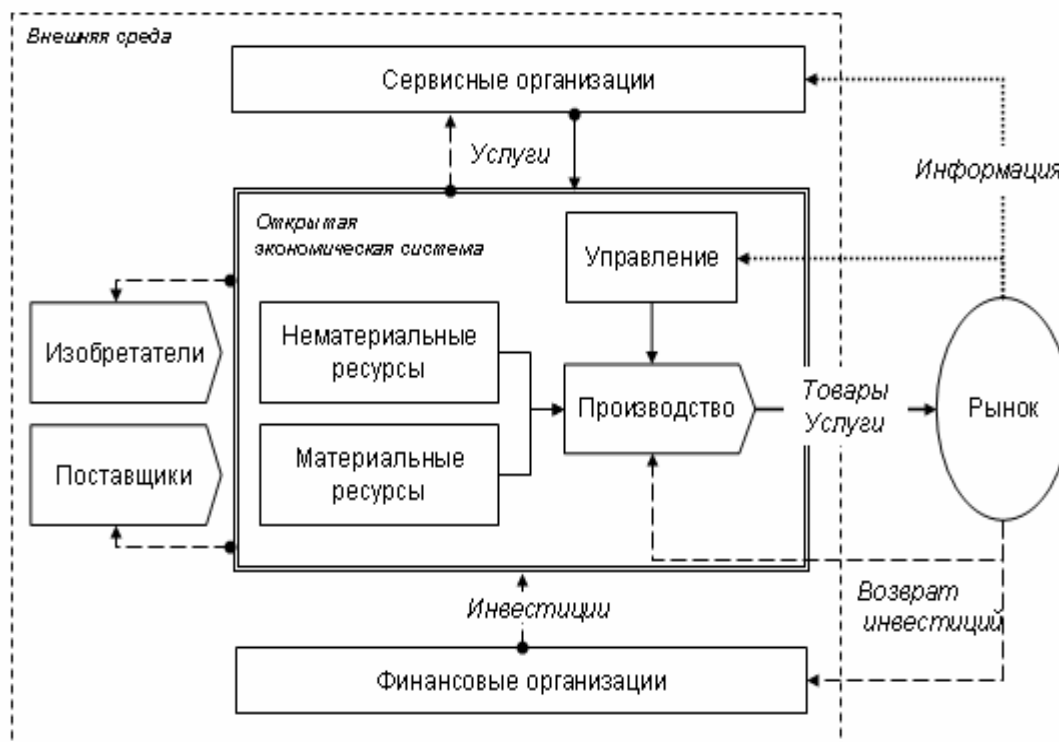 Внешняя среда
Сервисные организации
Услуги
Информация
Открытая
экономическая система
Управление
Изобретатели
Нематериальные
ресурсы
Производство
Товары
Услуги
Рынок
Поставщики
Материальные
ресурсы
Инвестиции
Возврат
инвестиций
Финансовые организации